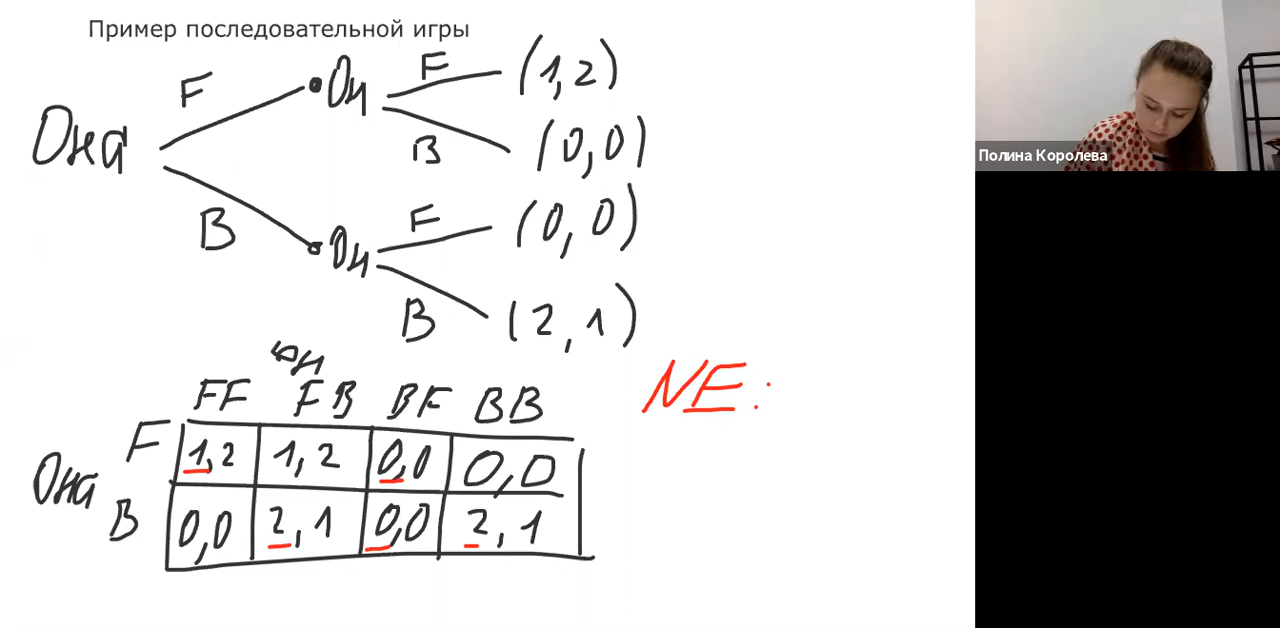 Пример последовательной игры
F
(1,2)
F
Он
Она
B
(0,0)
B
F
(0,0)
Он
B
(2,1)
Он
NE:
FF FB BF BB
F 1,2 1,2 0,0 0,0
Она
B 0,0 2,1 0,0 2,1
Полина Королева